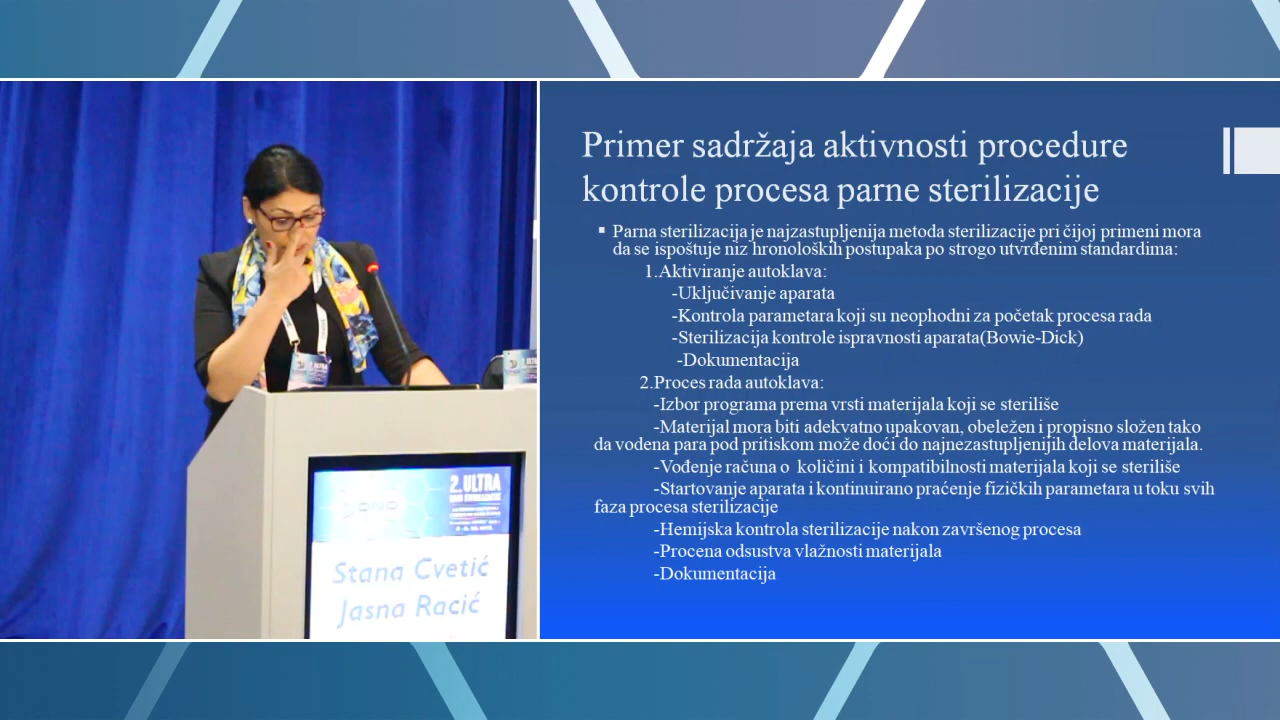 2. ULTRA
Stana Cvetić
Jasna Racić
Primer sadržaja aktivnosti procedure
kontrole procesa parne sterilizacije
▪ Parna sterilizacija je najzastupljenija metoda sterilizacije pri čijoj primeni mora
da se ispoštuje niz hronoloških postupaka po strogo utvrđenim standardima:
1.Aktiviranje autoklava:
-Uključivanje aparata
-Kontrola parametara koji su neophodni za početak procesa rada
-Sterilizacija kontrole ispravnosti aparata(Bowie-Dick)
-Dokumentacija
2.Proces rada autoklava:
-Izbor programa prema vrsti materijala koji se steriliše
-Materijal mora biti adekvatno upakovan, obeležen i propisno složen tako
da vodena para pod pritiskom može doći do najnezastupljenijih delova materijala.
-Vođenje računa o količini i kompatibilnosti materijala koji se steriliše
-Startovanje aparata i kontinuirano praćenje fizičkih parametara u toku svih
faza procesa sterilizacije
-Hemijska kontrola sterilizacije nakon završenog procesa
-Procena odsustva vlažnosti materijala
-Dokumentacija